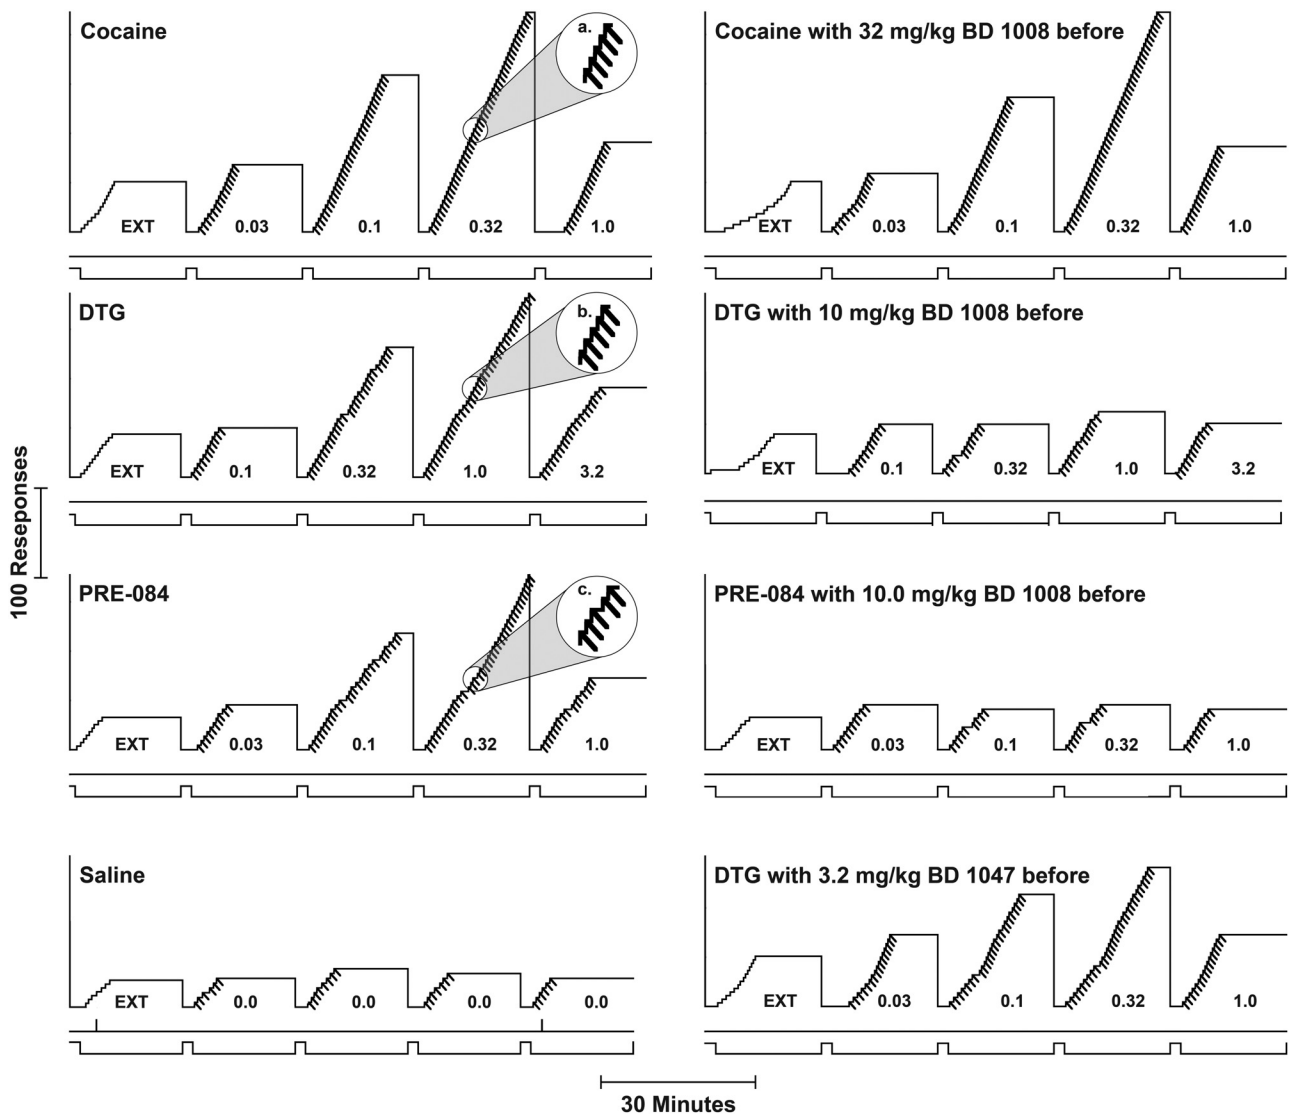 Cocaine
a.
EXT 0.03 0.1 0.32 1.0
Cocaine with 32 mg/kg BD 1008 before
EXT 0.03 0.1 0.32 1.0
DTG
b.
EXT 0.1 0.32 1.0 3.2
DTG with 10 mg/kg BD 1008 before
EXT 0.1 0.32 1.0 3.2
100 Reseponses
PRE-084
c.
EXT 0.03 0.1 0.32 1.0
PRE-084 with 10.0 mg/kg BD 1008 before
EXT 0.03 0.1 0.32 1.0
Saline
EXT 0.0 0.0 0.0 0.0
DTG with 3.2 mg/kg BD 1047 before
EXT 0.03 0.1 0.32 1.0
30 Minutes